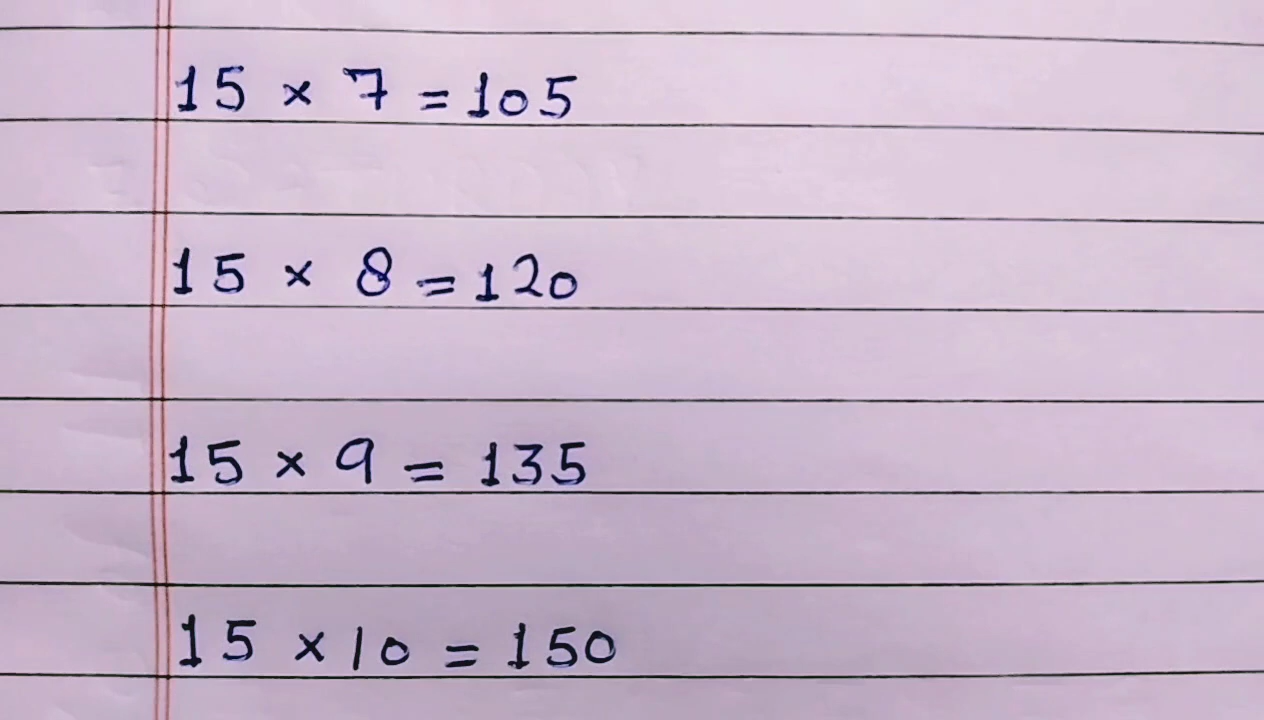 15 × 7 = 105
15 × 8 = 120
15 × 9 = 135
15 × 10 = 150